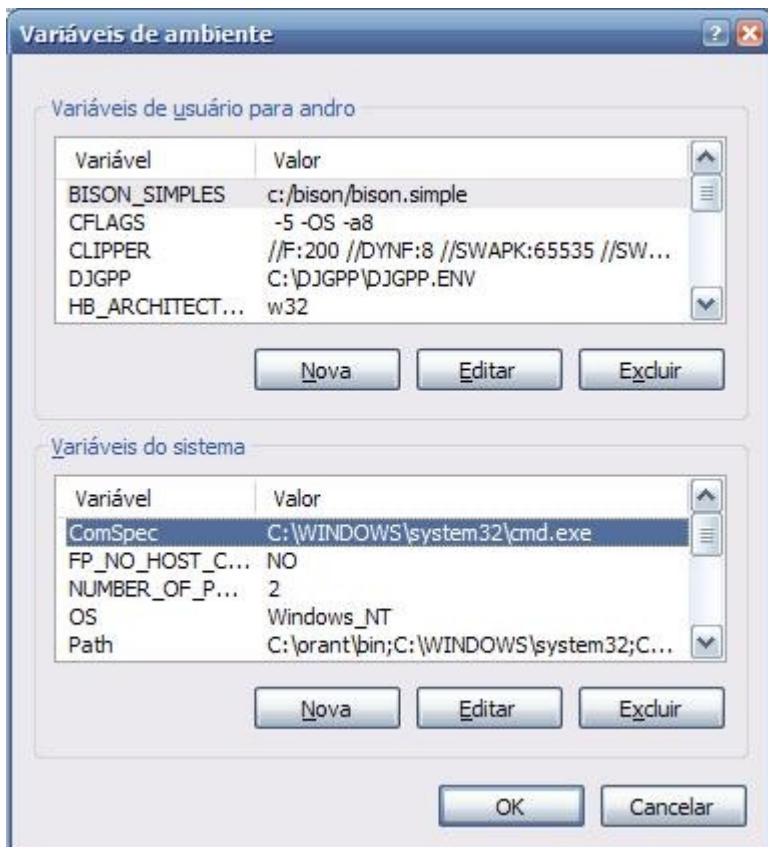 Variáveis de ambiente
Variáveis de usuário para andro
Variável Valor
BISON_SIMPLES c:/bison/bison.simple
CFLAGS -5 -OS -a8
CLIPPER //F:200 //DYNF:8 //SWAPK:65535 //SW...
DJGPP C:\DJGPP\DJGPP.ENV
HB_ARCHITECT... w32
Nova Editar Excluir
Variáveis do sistema
Variável Valor
ComSpec C:\WINDOWS\system32\cmd.exe
FP_NO_HOST_C... NO
NUMBER_OF_P... 2
OS Windows_NT
Path C:\orant\bin;C:\WINDOWS\system32;C...
Nova Editar Excluir
OK Cancelar